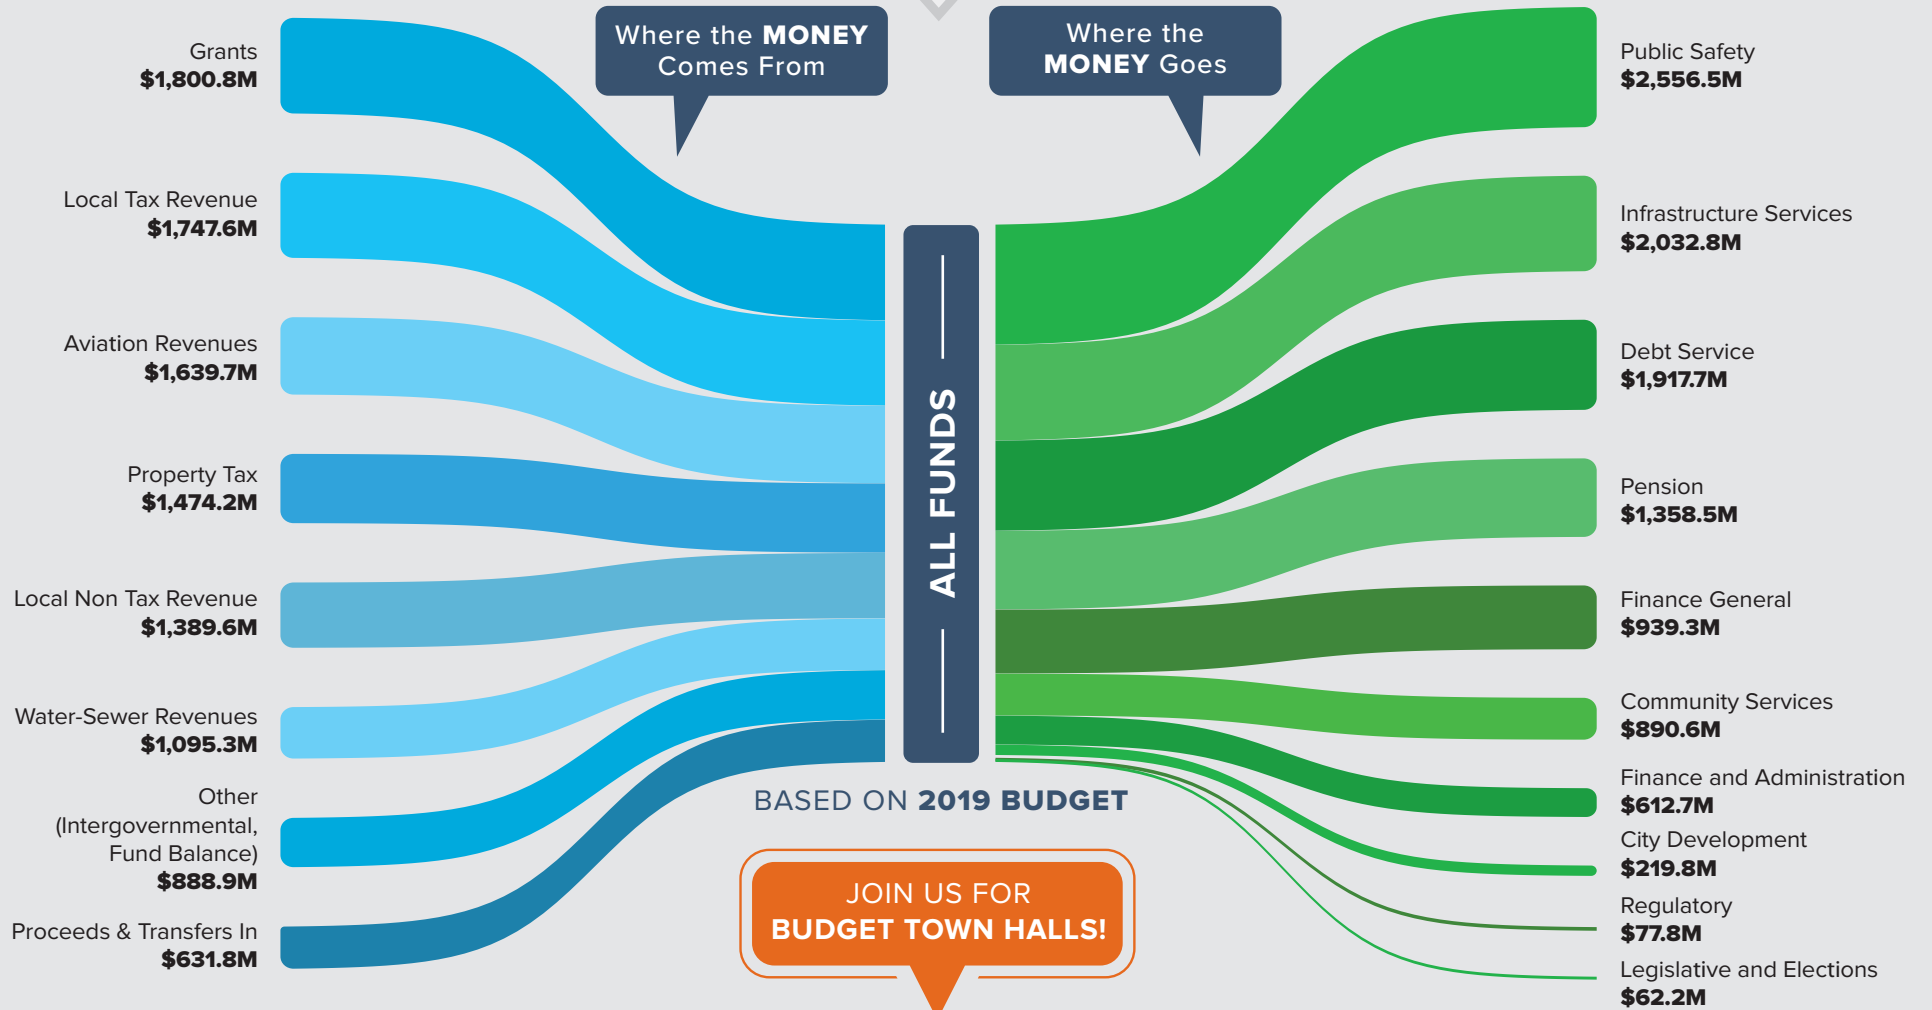 Where the MONEY
Comes From
Where the
MONEY Goes
Grants
$1,800.8M
Local Tax Revenue
$1,747.6M
Aviation Revenues
$1,639.7M
Property Tax
$1,474.2M
Local Non Tax Revenue
$1,389.6M
Water-Sewer Revenues
$1,095.3M
Other
(Intergovernmental,
Fund Balance)
$888.9M
Proceeds & Transfers In
$631.8M
ALL FUNDS
BASED ON 2019 BUDGET
JOIN US FOR
BUDGET TOWN HALLS!
Public Safety
$2,556.5M
Infrastructure Services
$2,032.8M
Debt Service
$1,917.7M
Pension
$1,358.5M
Finance General
$939.3M
Community Services
$890.6M
Finance and Administration
$612.7M
City Development
$219.8M
Regulatory
$77.8M
Legislative and Elections
$62.2M